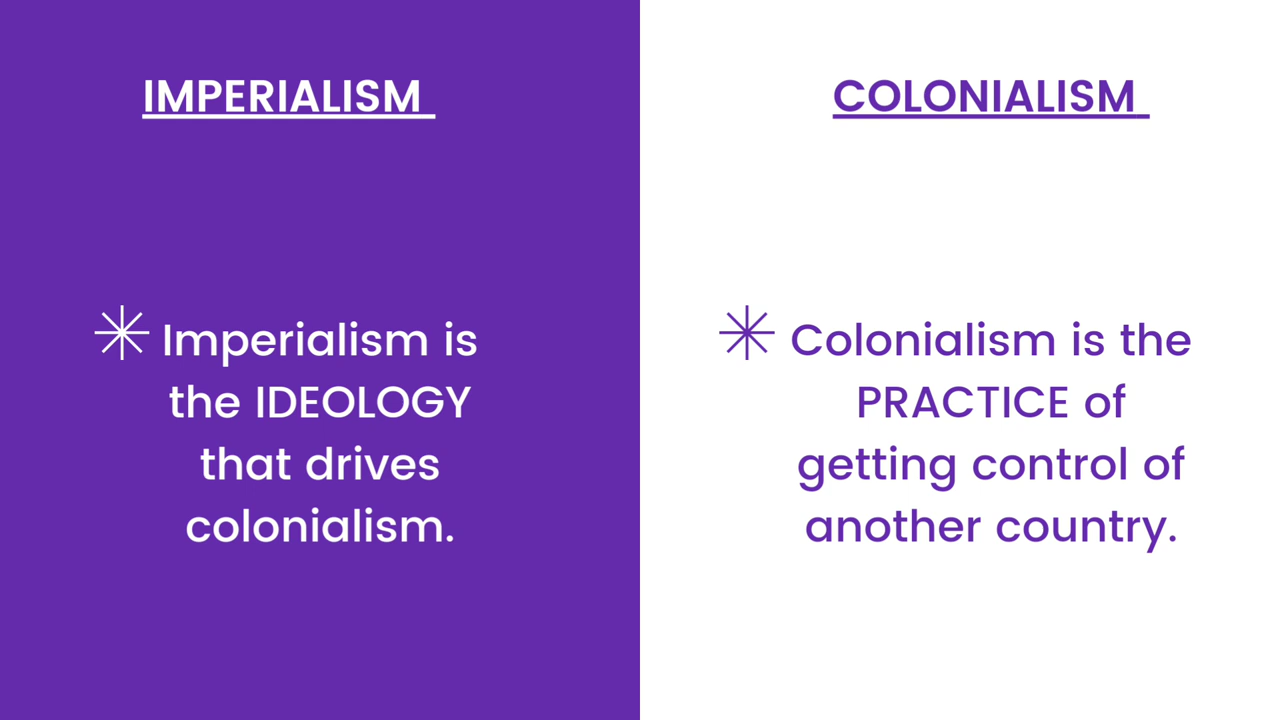 IMPERIALISM
Imperialism is
the IDEOLOGY
that drives
colonialism.
COLONIALISM
Colonialism is the
PRACTICE of
getting control of
another country.